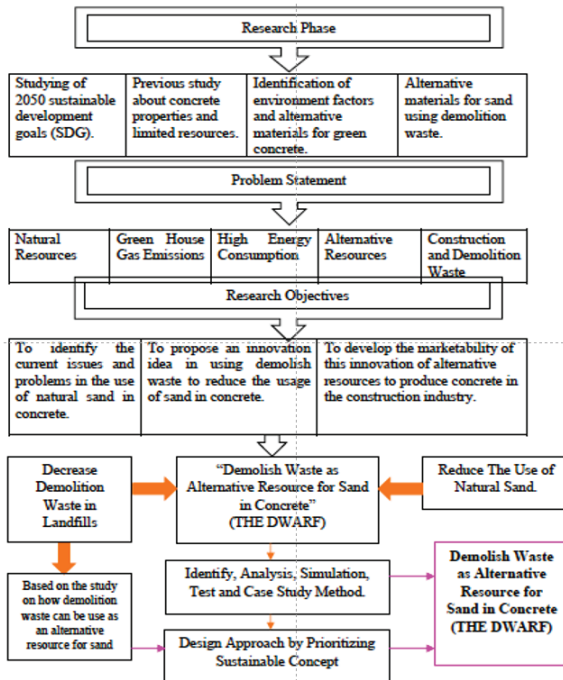 Research Phase
Studying of
2050 sustainable
development
goals (SDG).
Previous study
about concrete
properties and
limited resources.
Identification of
environment factors
and alternative
materials for green
concrete.
Alternative
materials for sand
using demolition
waste.
Problem Statement
Natural
Resources
Green House
Gas Emissions
High Energy
Consumption
Alternative
Resources
Construction
and Demolition
Waste
Research Objectives
To identify the
current issues and
problems in the use
of natural sand in
concrete.
To propose an innovation
idea in using demolish
waste to reduce the usage
of sand in concrete.
To develop the marketability of
this innovation of alternative
resources to produce concrete in
the construction industry.
Decrease
Demolition
Waste in
Landfills
“Demolish Waste as
Alternative Resource for Sand
in Concrete”
(THE DWARF)
Reduce The Use of
Natural Sand.
Based on the study
on how demolition
waste can be use as
an alternative
resource for sand
Identify, Analysis, Simulation,
Test and Case Study Method.
Design Approach by Prioritizing
Sustainable Concept
Demolish Waste
as Alternative
Resource for
Sand in Concrete
(THE DWARF)